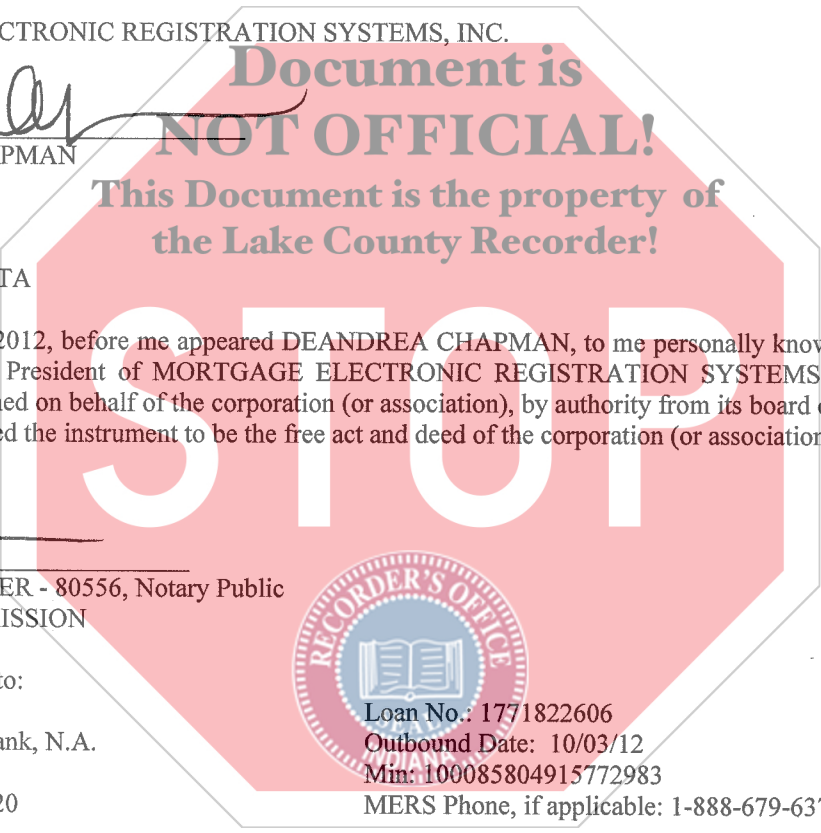 CTRONIC REGISTRATION SYSTEMS, INC.
Document is
NOT OFFICIAL!
PMAN
This Document is the property of
the Lake County Recorder!
TA
2012, before me appeared DEANDREA CHAPMAN, to me personally know
President of MORTGAGE ELECTRONIC REGISTRATION SYSTEMS
ed on behalf of the corporation (or association), by authority from its board
ed the instrument to be the free act and deed of the corporation (or association
STOP
ER - 80556, Notary Public
ISSION
RECORDER'S OFFICE
SEAL
INDIANA
to:
Loan No.: 1771822606
ank, N.A.
Outbound Date: 10/03/12
Min: 100085804915772983
20
MERS Phone, if applicable: 1-888-679-637